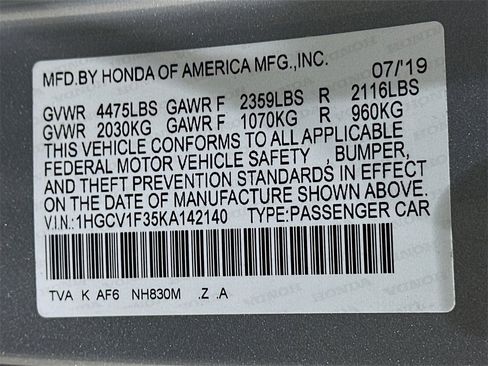 MFD.BY HONDA OF AMERICA MFG.,INC. 07/'19
GVWR 4475LBS GAWR F 2359LBS R 2116LBS
GVWR 2030KG GAWR F 1070KG R 960KG
THIS VEHICLE CONFORMS TO ALL APPLICABLE
FEDERAL MOTOR VEHICLE SAFETY , BUMPER,
AND THEFT PREVENTION STANDARDS IN EFFECT
ON THE DATE OF MANUFACTURE SHOWN ABOVE.
V.I.N.:1HGCV1F35KA142140 TYPE:PASSENGER CAR
TVA K AF6 NH830M .Z .A